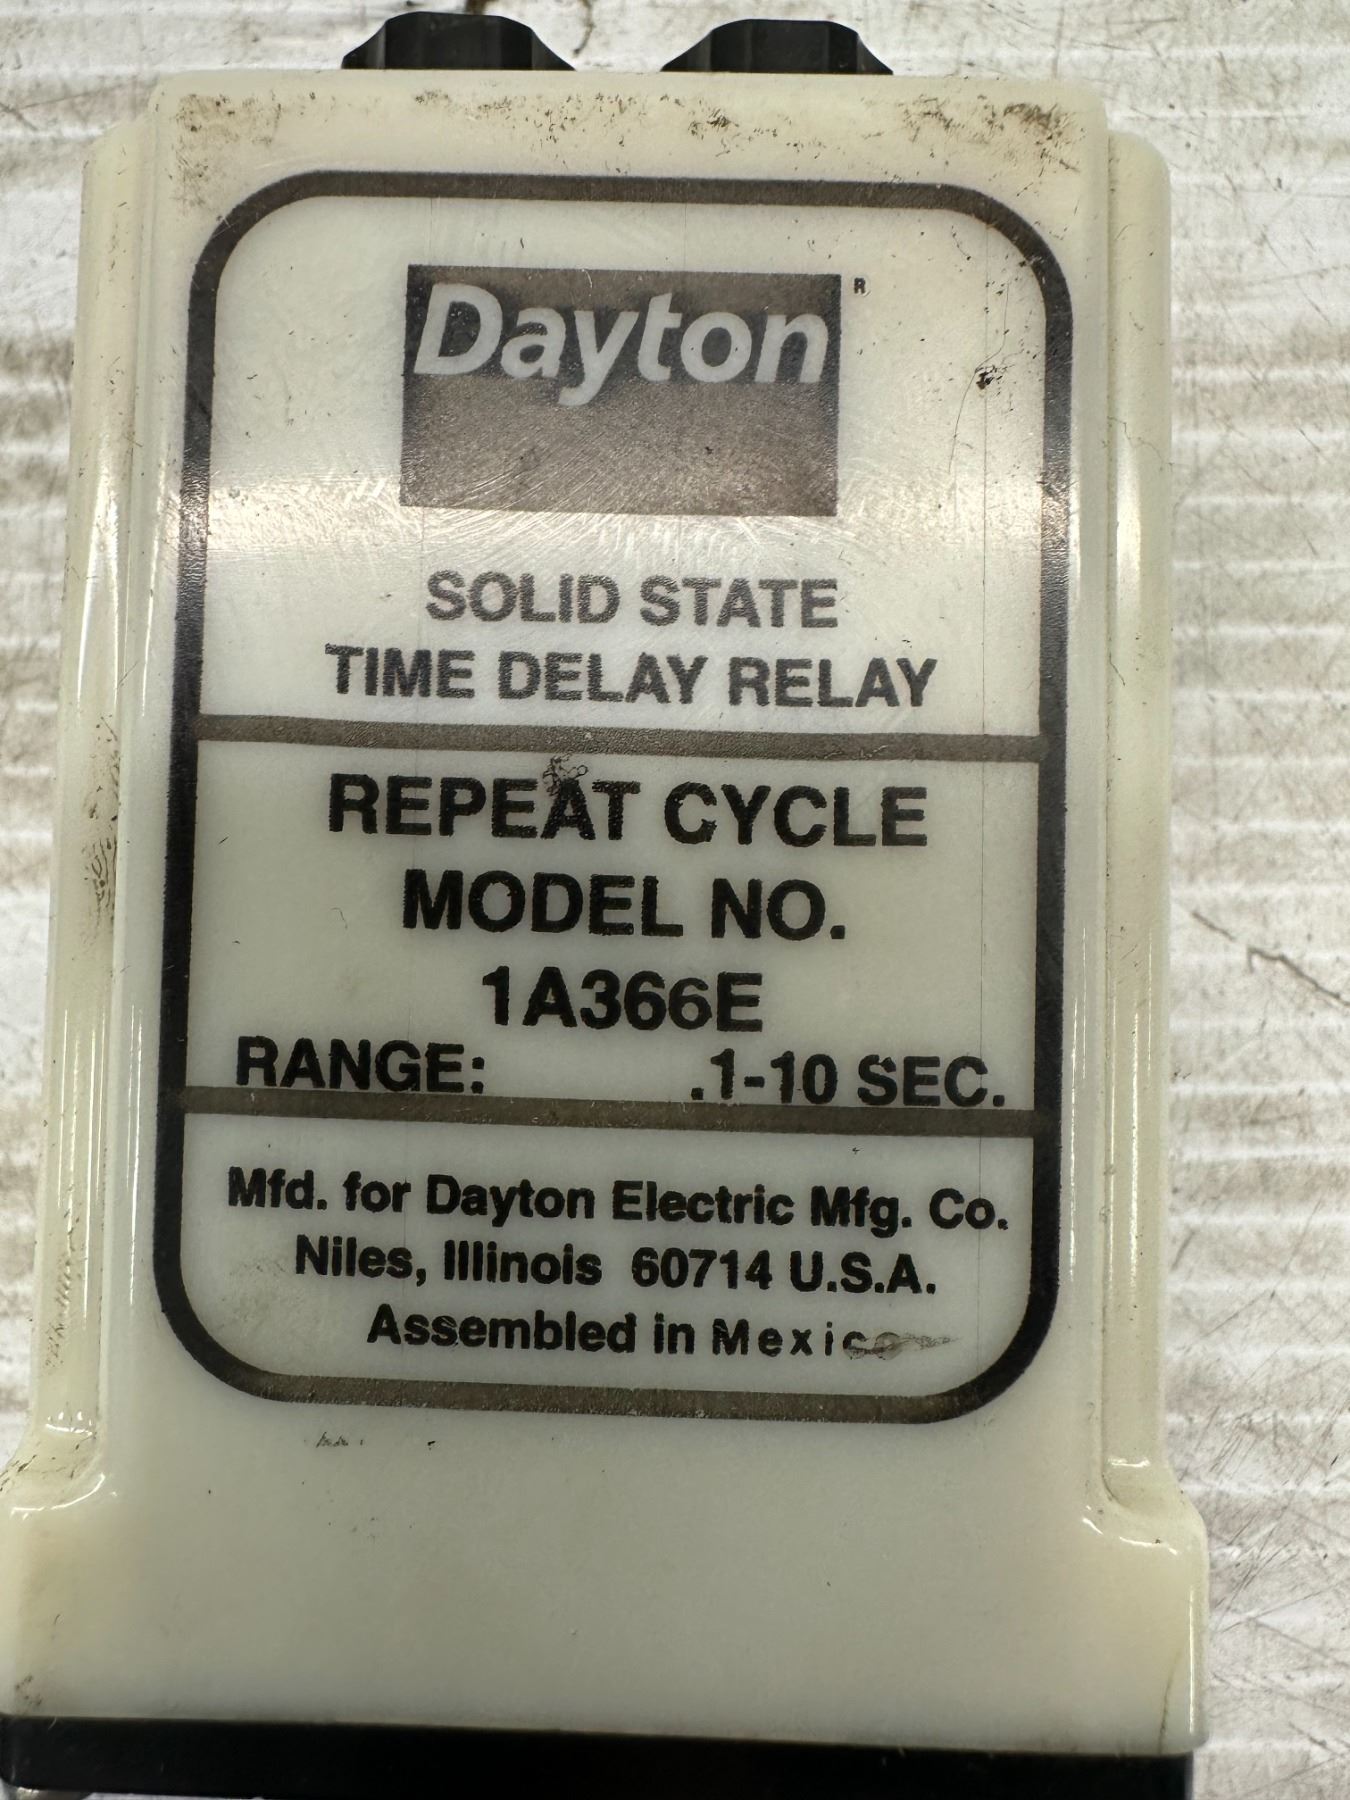 Dayton®
SOLID STATE
TIME DELAY RELAY
REPEAT CYCLE
MODEL NO.
1A366E
RANGE: .1-10 SEC.
Mfd. for Dayton Electric Mfg. Co.
Niles, Illinois 60714 U.S.A.
Assembled in Mexico